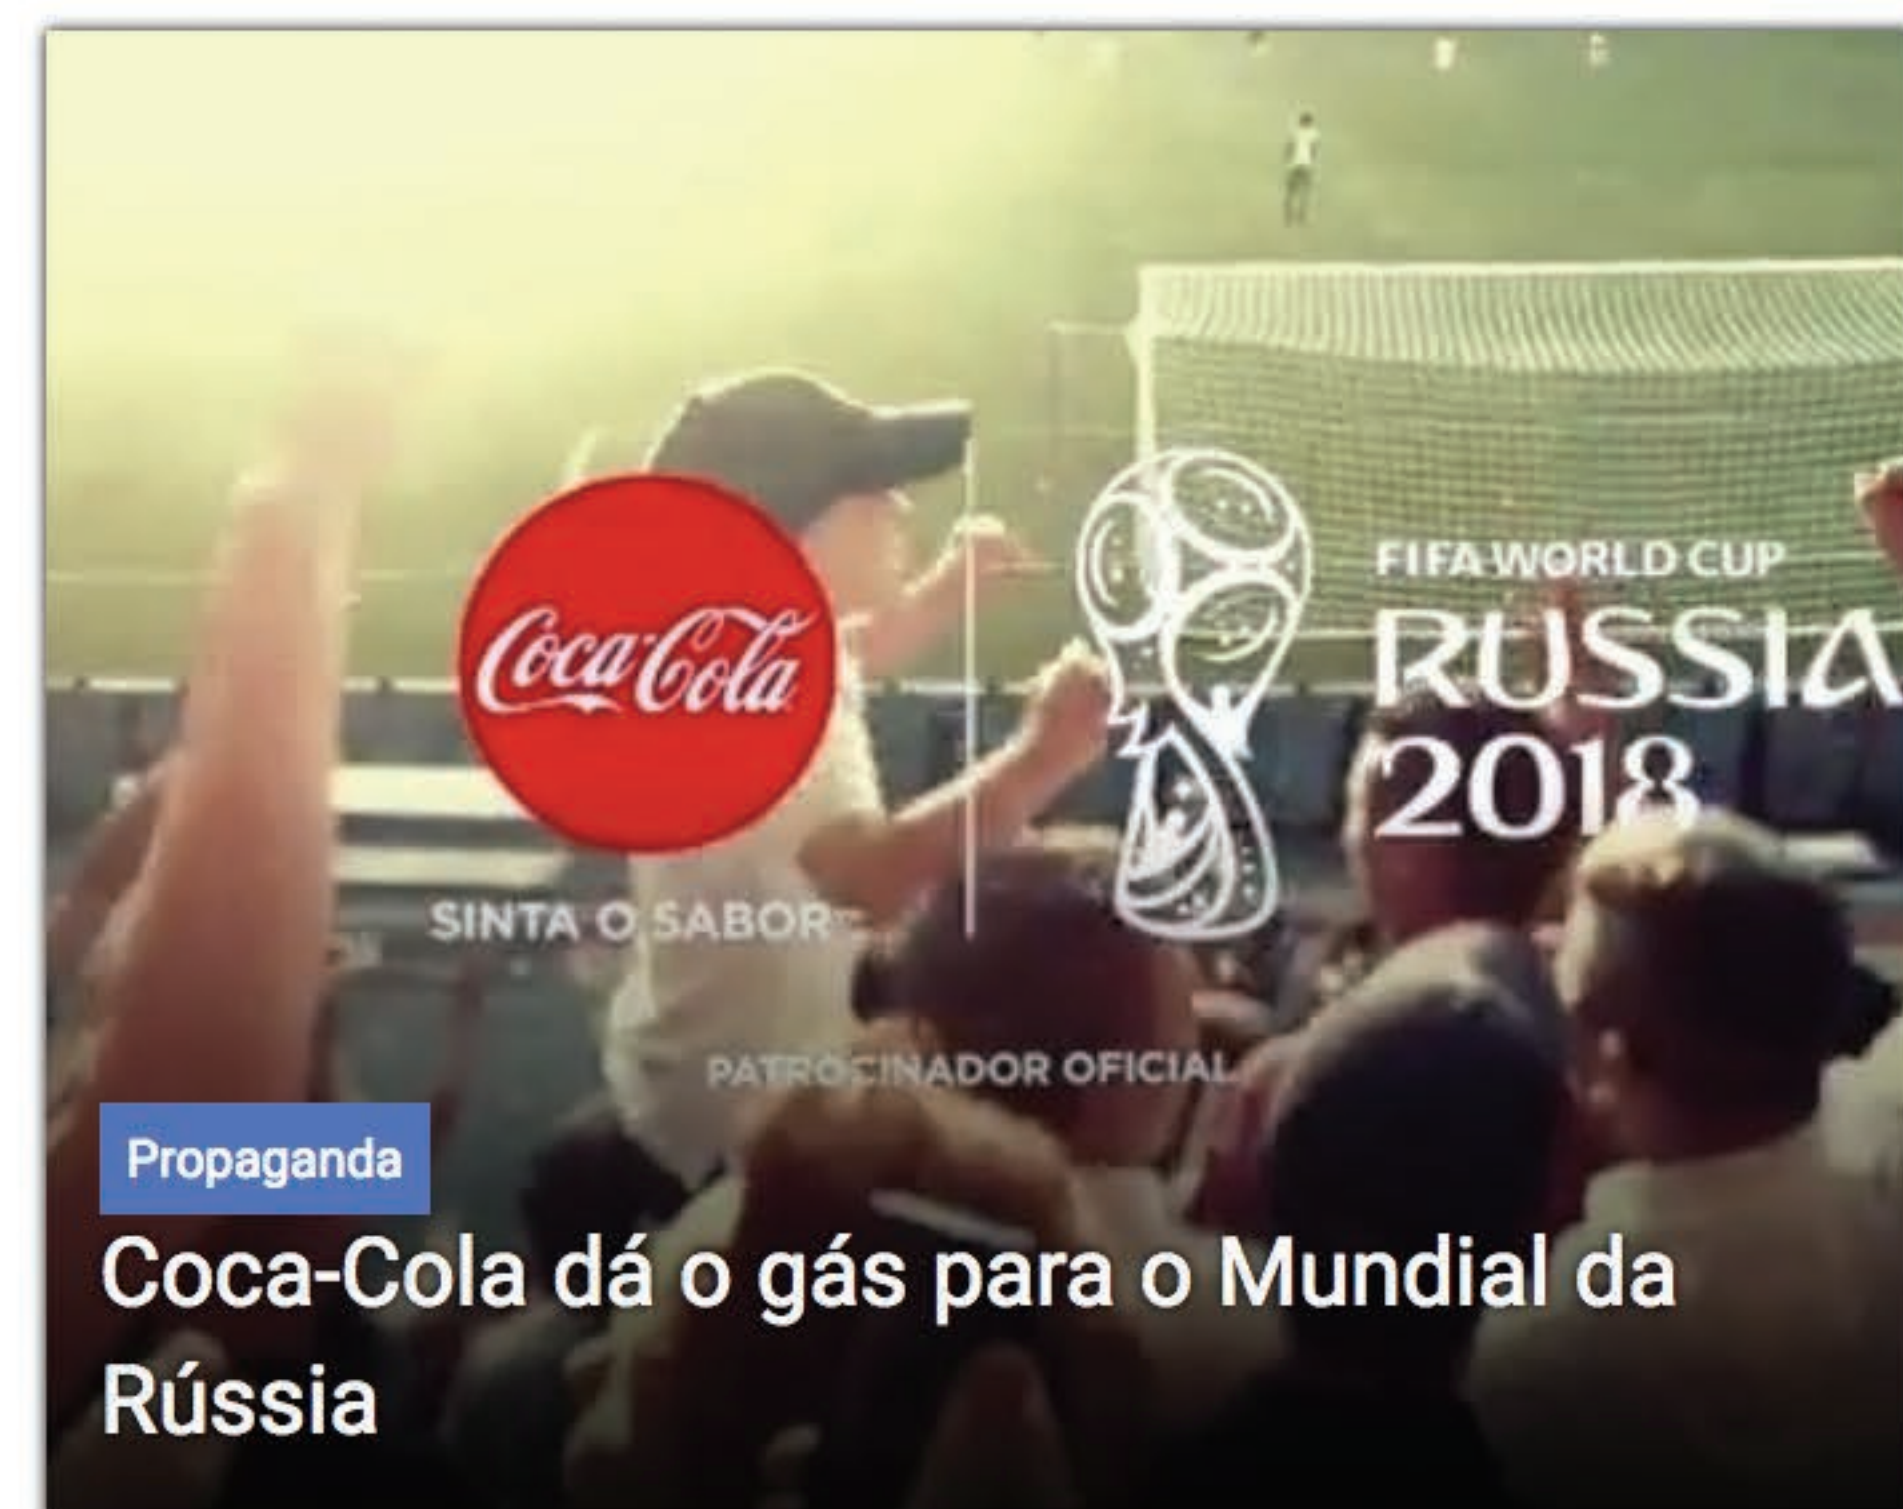 Coca-Cola
SINTA O SABOR
FIFA WORLD CUP
RUSSIA
2018
PATROCINADOR OFICIAL
Propaganda
Coca-Cola dá o gás para o Mundial da
Rússia